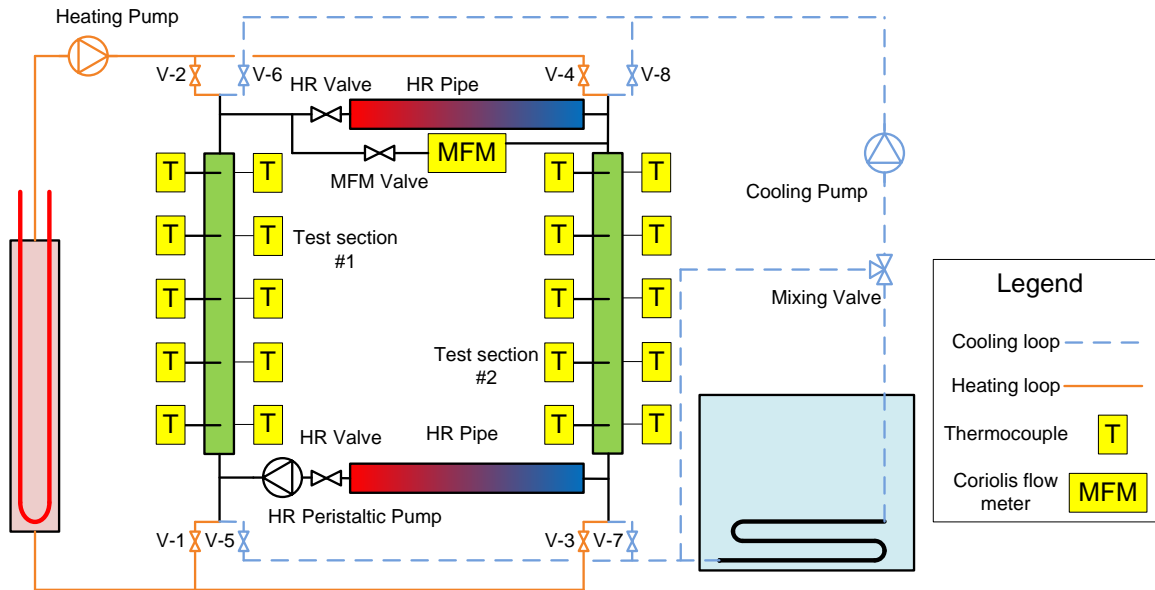 Heating Pump
V-2
V-6
HR Valve
HR Pipe
V-4
V-8
MFM
MFM Valve
T
T
T
T
Cooling Pump
T
T
T
T
Test section
#1
Mixing Valve
T
T
T
T
Test section
#2
T
T
T
T
T
T
T
T
HR Valve
HR Pipe
HR Peristaltic Pump
V-1
V-5
V-3
V-7
Legend
Cooling loop
Heating loop
Thermocouple
T
Coriolis flow
meter
MFM